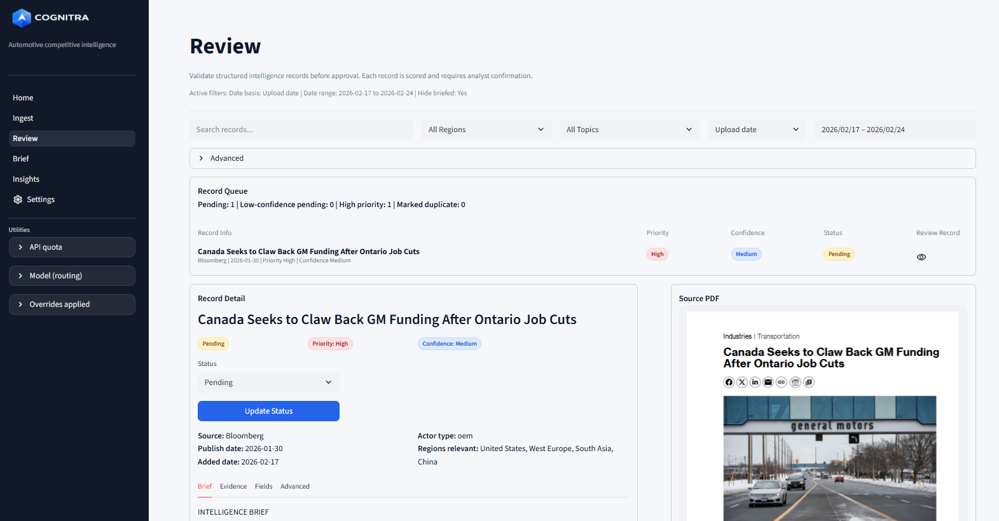 COGNITRA
Automotive competitive intelligence
Home
Ingest
Review
Brief
Insights
Settings
Utilities
API quota
Model (routing)
Overrides applied
Review
Validate structured intelligence records before approval. Each record is scored and requires analyst confirmation.
Active filters: Date basis: Upload date | Date range: 2026-02-17 to 2026-02-24 | Hide briefed: Yes
Search records...
All Regions
All Topics
Upload date
2026/02/17 – 2026/02/24
Advanced
Record Queue
Pending: 1 | Low-confidence pending: 0 | High priority: 1 | Marked duplicate: 0
Record Info
Priority
Confidence
Status
Review Record
Canada Seeks to Claw Back GM Funding After Ontario Job Cuts
High
Medium
Pending
Bloomberg | 2026-01-30 | Priority High | Confidence Medium
Record Detail
Canada Seeks to Claw Back GM Funding After Ontario Job Cuts
Pending
Priority: High
Confidence: Medium
Status
Pending
Update Status
Source: Bloomberg
Publish date: 2026-01-30
Added date: 2026-02-17
Actor type: oem
Regions relevant: United States, West Europe, South Asia,
China
Brief
Evidence
Fields
Advanced
INTELLIGENCE BRIEF
Source PDF
Industries | Transportation
Canada Seeks to Claw Back GM Funding
After Ontario Job Cuts
general motors